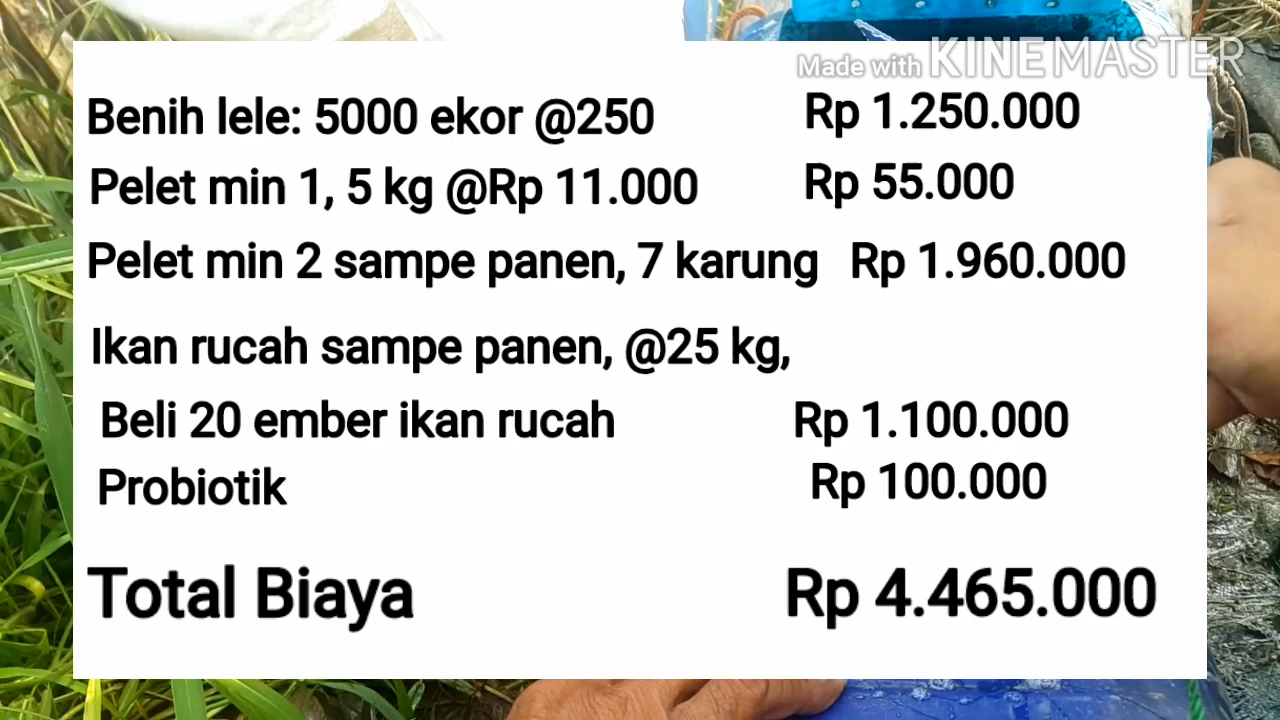 Made with KINEMASTER
Benih lele: 5000 ekor @250 Rp 1.250.000
Pelet min 1, 5 kg @Rp 11.000 Rp 55.000
Pelet min 2 sampe panen, 7 karung Rp 1.960.000
Ikan rucah sampe panen, @25 kg,
Beli 20 ember ikan rucah Rp 1.100.000
Probiotik Rp 100.000
Total Biaya Rp 4.465.000